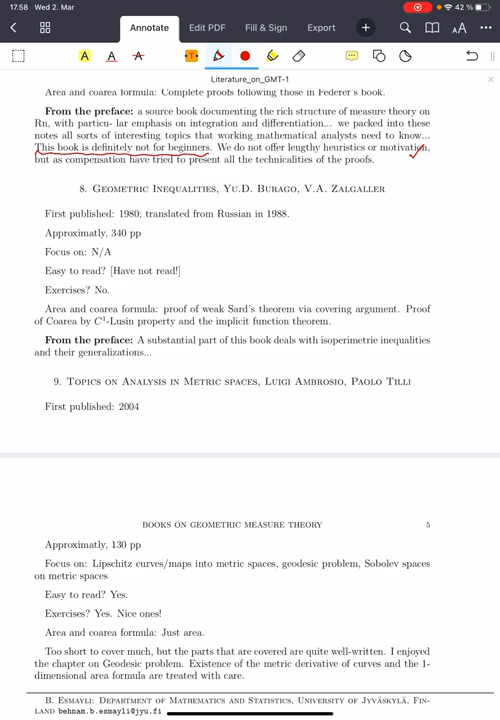 17.58 Wed 2. Mar
42 %
Annotate
Edit PDF
Fill & Sign
Export
AA
A
A
A
T
Literature_on_GMT-1
Area and coarea formula: Complete proofs following those in Federer's book.
From the preface: a source book documenting the rich structure of measure theory on
Rn, with particu- lar emphasis on integration and differentiation... we packed into these
notes all sorts of interesting topics that working mathematical analysts need to know...
This book is definitely not for beginners. We do not offer lengthy heuristics or motivation,
but as compensation have tried to present all the technicalities of the proofs.
8. Geometric Inequalities, Yu.D. Burago, V.A. Zalgaller
First published: 1980; translated from Russian in 1988.
Approximatly, 340 pp
Focus on: N/A
Easy to read? [Have not read!]
Exercises? No.
Area and coarea formula: proof of weak Sard's theorem via covering argument. Proof
of Coarea by C¹-Lusin property and the implicit function theorem.
From the preface: A substantial part of this book deals with isoperimetric inequalities
and their generalizations...
9. Topics on Analysis in Metric spaces, Luigi Ambrosio, Paolo Tilli
First published: 2004
BOOKS ON GEOMETRIC MEASURE THEORY 5
Approximatly, 130 pp
Focus on: Lipschitz curves/maps into metric spaces, geodesic problem, Sobolev spaces
on metric spaces
Easy to read? Yes.
Exercises? Yes. Nice ones!
Area and coarea formula: Just area.
Too short to cover much, but the parts that are covered are quite well-written. I enjoyed
the chapter on Geodesic problem. Existence of the metric derivative of curves and the 1-
dimensional area formula are treated with care.
B. Esmayli: Department of Mathematics and Statistics, University of Jyväskylä, Fin-
land behnam.b.esmayli@jyu.fi